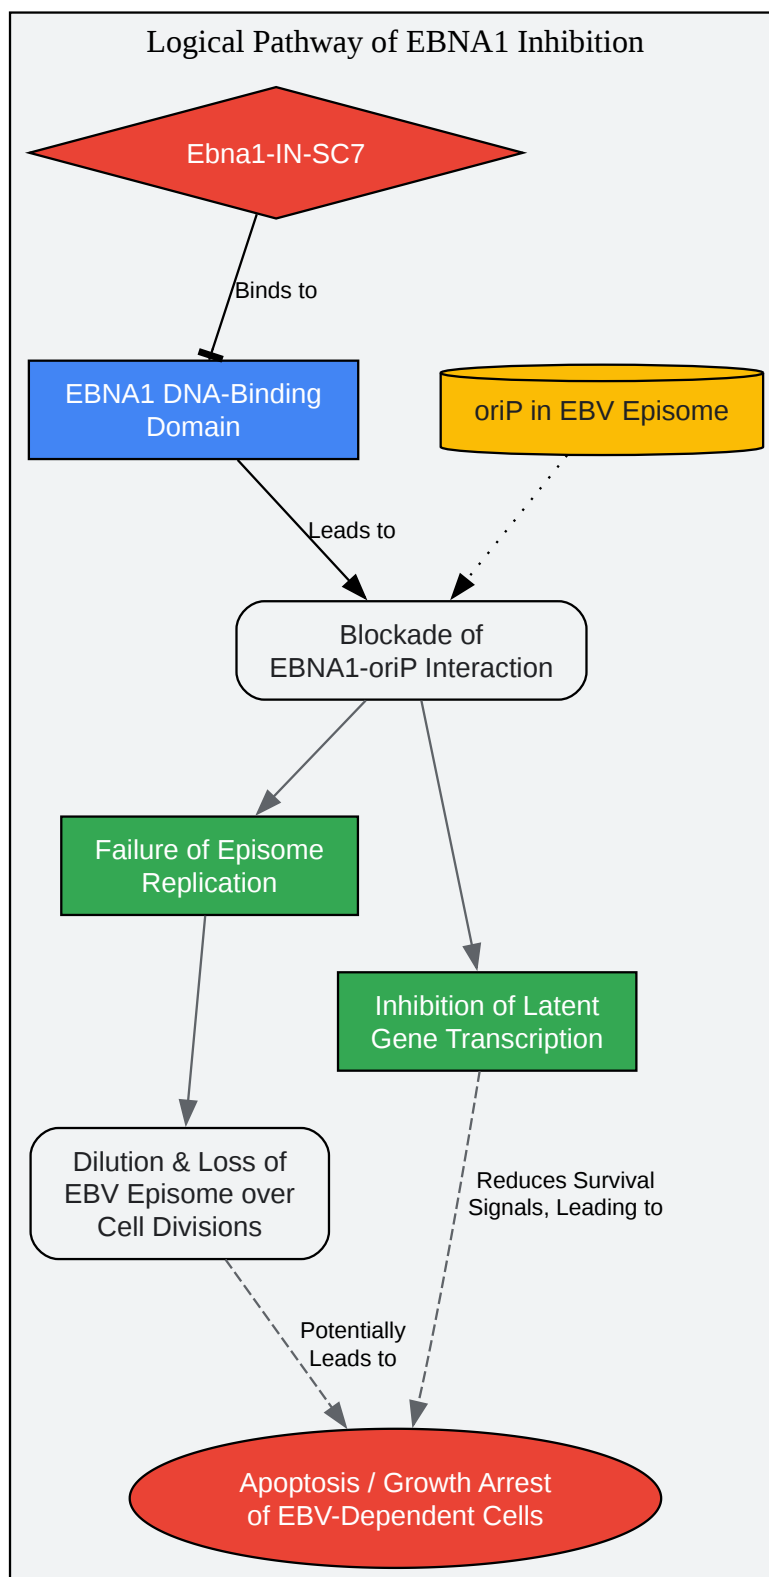 Logical Pathway of EBNA1 Inhibition
Ebna1-IN-SC7
Binds to
EBNA1 DNA-Binding
Domain
oriP in EBV Episome
Leads to
Blockade of
EBNA1-oriP Interaction
Failure of Episome
Replication
Inhibition of Latent
Gene Transcription
Dilution & Loss of
EBV Episome over
Cell Divisions
Reduces Survival
Signals, Leading to
Potentially
Leads to
Apoptosis / Growth Arrest
of EBV-Dependent Cells